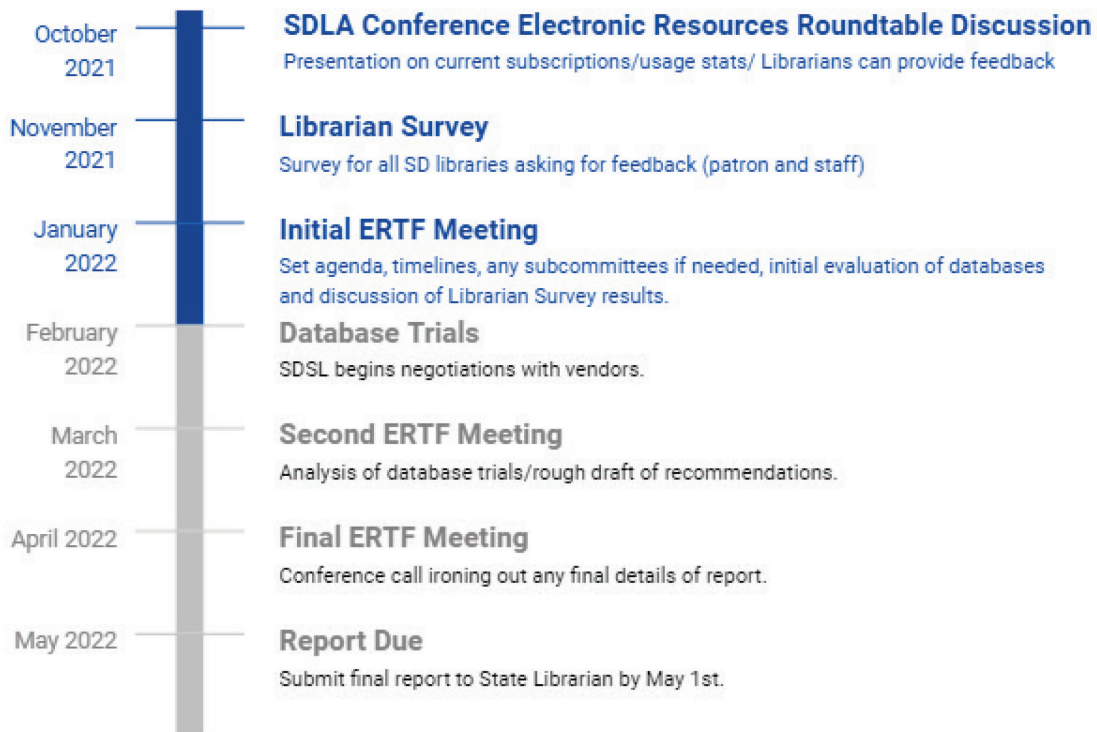 October
2021
SDLA Conference Electronic Resources Roundtable Discussion
Presentation on current subscriptions/usage stats/ Librarians can provide feedback
November
2021
Librarian Survey
Survey for all SD libraries asking for feedback (patron and staff)
January
2022
Initial ERTF Meeting
Set agenda, timelines, any subcommittees if needed, initial evaluation of databases
and discussion of Librarian Survey results.
February
2022
Database Trials
SDSL begins negotiations with vendors.
March
2022
Second ERTF Meeting
Analysis of database trials/rough draft of recommendations.
April 2022
Final ERTF Meeting
Conference call ironing out any final details of report.
May 2022
Report Due
Submit final report to State Librarian by May 1st.